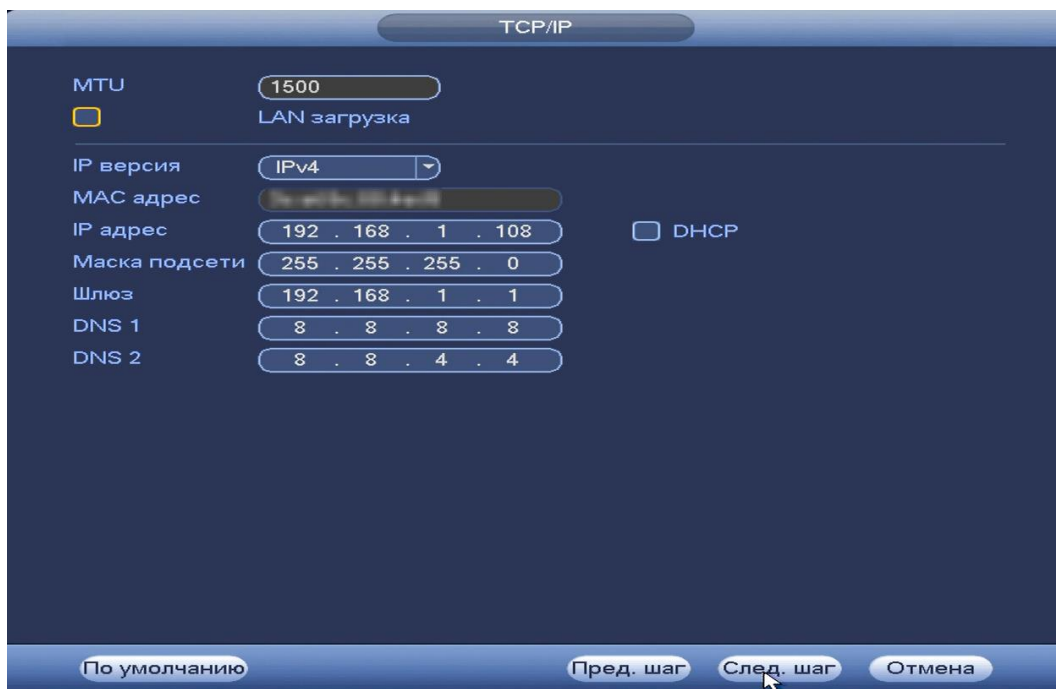 TCP/IP
MTU 1500
LAN загрузка
IP версия IPv4
MAC адрес
IP адрес 192 . 168 . 1 . 108 DHCP
Маска подсети 255 . 255 . 255 . 0
Шлюз 192 . 168 . 1 . 1
DNS 1 8 . 8 . 8 . 8
DNS 2 8 . 8 . 4 . 4
По умолчанию Пред. шаг След. шаг Отмена